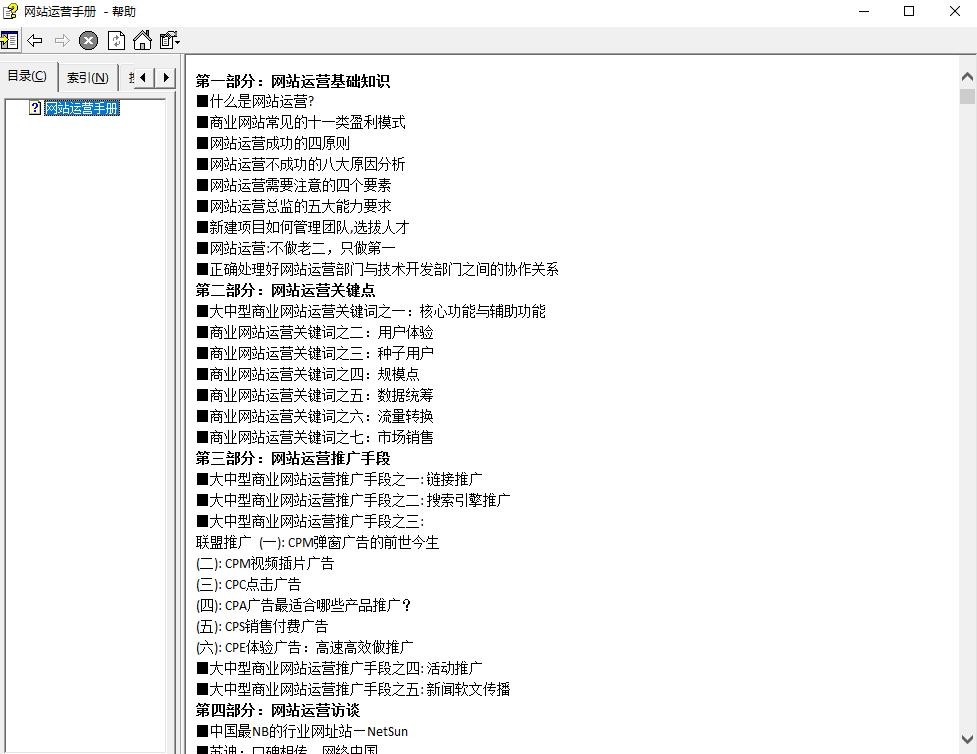 网站运营手册 - 帮助
目录(C)
索引(N)
网站运营手册
第一部分：网站运营基础知识
■什么是网站运营?
■商业网站常见的十一类盈利模式
■网站运营成功的四原则
■网站运营不成功的八大原因分析
■网站运营需要注意的四个要素
■网站运营总监的五大能力要求
■新建项目如何管理团队,选拔人才
■网站运营:不做老二，只做第一
■正确处理好网站运营部门与技术开发部门之间的协作关系
第二部分：网站运营关键点
■大中型商业网站运营关键词之一：核心功能与辅助功能
■商业网站运营关键词之二：用户体验
■商业网站运营关键词之三：种子用户
■商业网站运营关键词之四：规模点
■商业网站运营关键词之五：数据统筹
■商业网站运营关键词之六：流量转换
■商业网站运营关键词之七：市场销售
第三部分：网站运营推广手段
■大中型商业网站运营推广手段之一:链接推广
■大中型商业网站运营推广手段之二:搜索引擎推广
■大中型商业网站运营推广手段之三:
联盟推广 (一): CPM弹窗广告的前世今生
(二): CPM视频插片广告
(三): CPC点击广告
(四): CPA广告最适合哪些产品推广？
(五): CPS销售付费广告
(六): CPE体验广告：高速高效做推广
■大中型商业网站运营推广手段之四:活动推广
■大中型商业网站运营推广手段之五:新闻软文传播
第四部分：网站运营访谈
■中国最NB的行业网址站—NetSun
■苏迪：口碑相传，网络中国